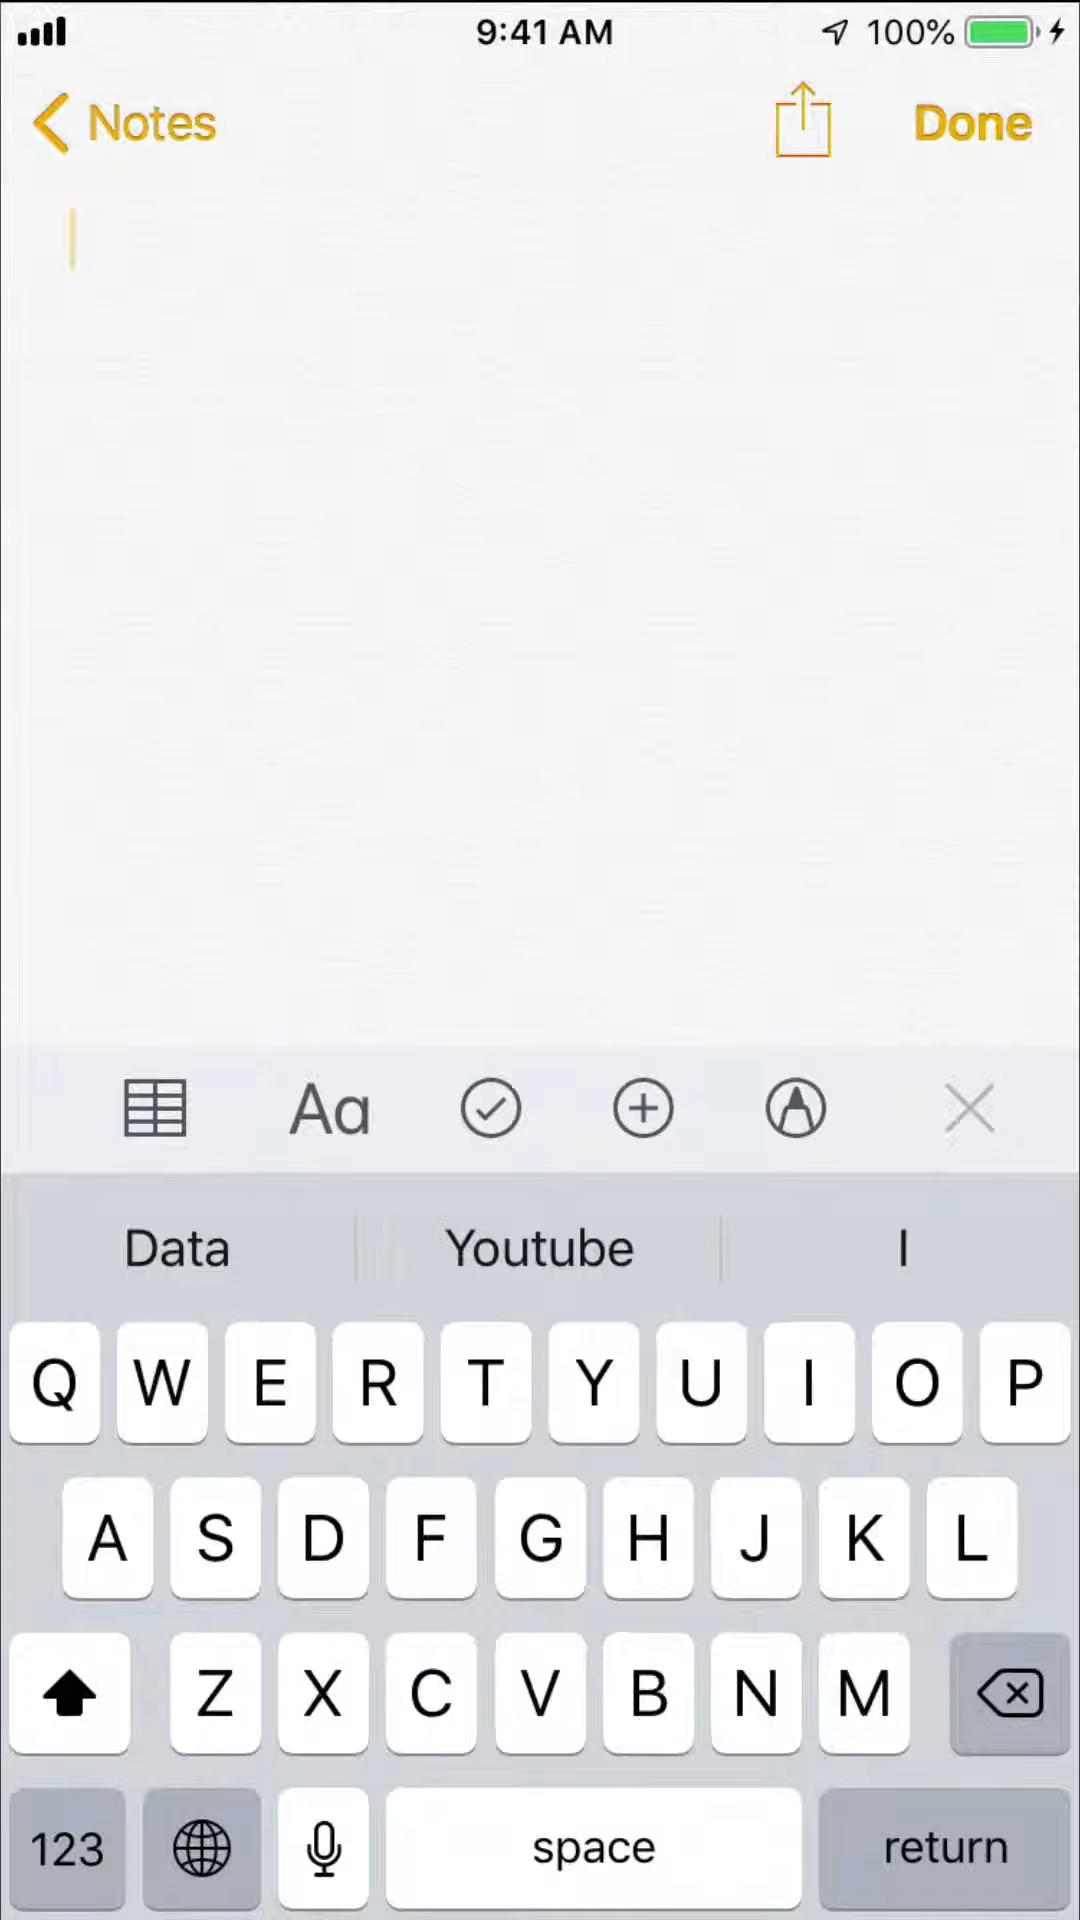 9:41 AM 100%
Notes Done
Aa
Data Youtube I
Q W E R T Y U I O P
A S D F G H J K L
Z X C V B N M
123 space return